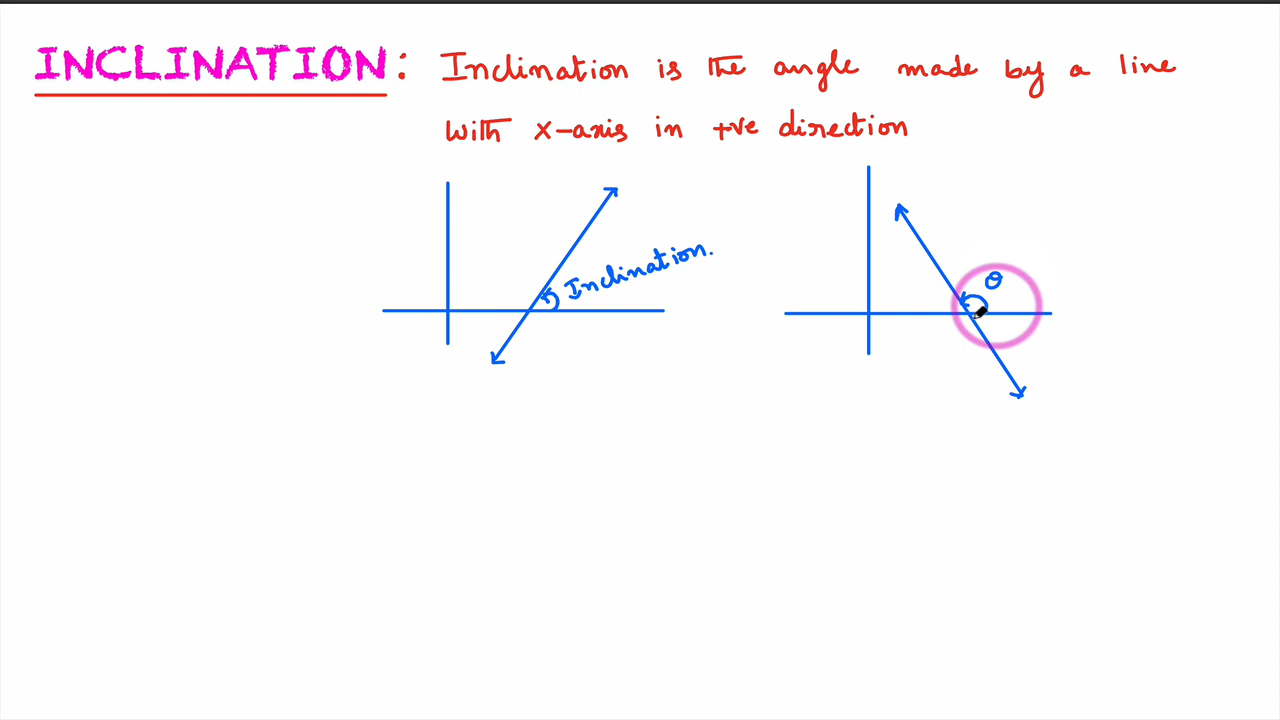 INCLINATION : Inclination is the angle made by a line
with x-axis in +ve direction
Inclination.
θ